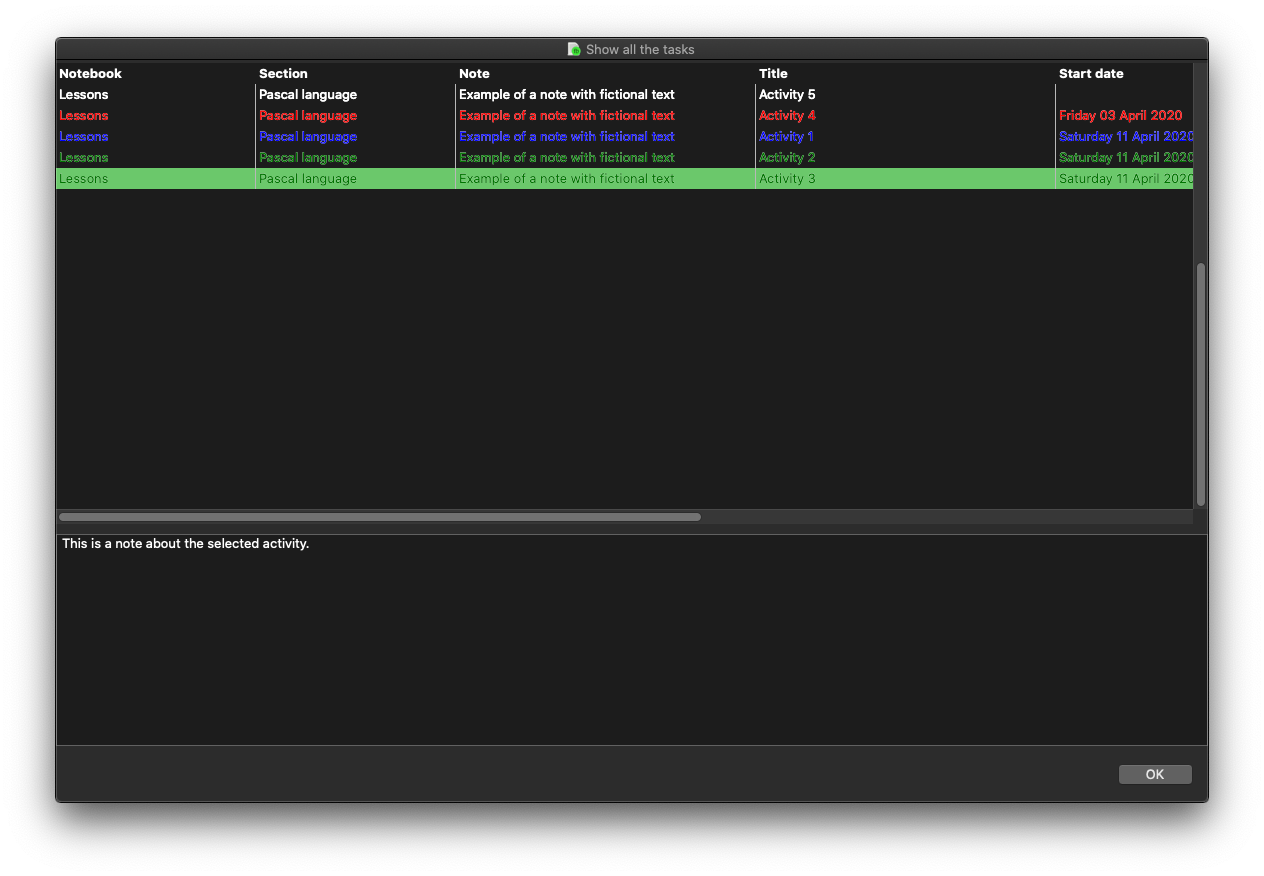 Show all the tasks
Notebook Section Note Title Start date
Lessons Pascal language Example of a note with fictional text Activity 5
Lessons Pascal language Example of a note with fictional text Activity 4 Friday 03 April 2020
Lessons Pascal language Example of a note with fictional text Activity 1 Saturday 11 April 2020
Lessons Pascal language Example of a note with fictional text Activity 2 Saturday 11 April 2020
Lessons Pascal language Example of a note with fictional text Activity 3 Saturday 11 April 2020
This is a note about the selected activity.
OK